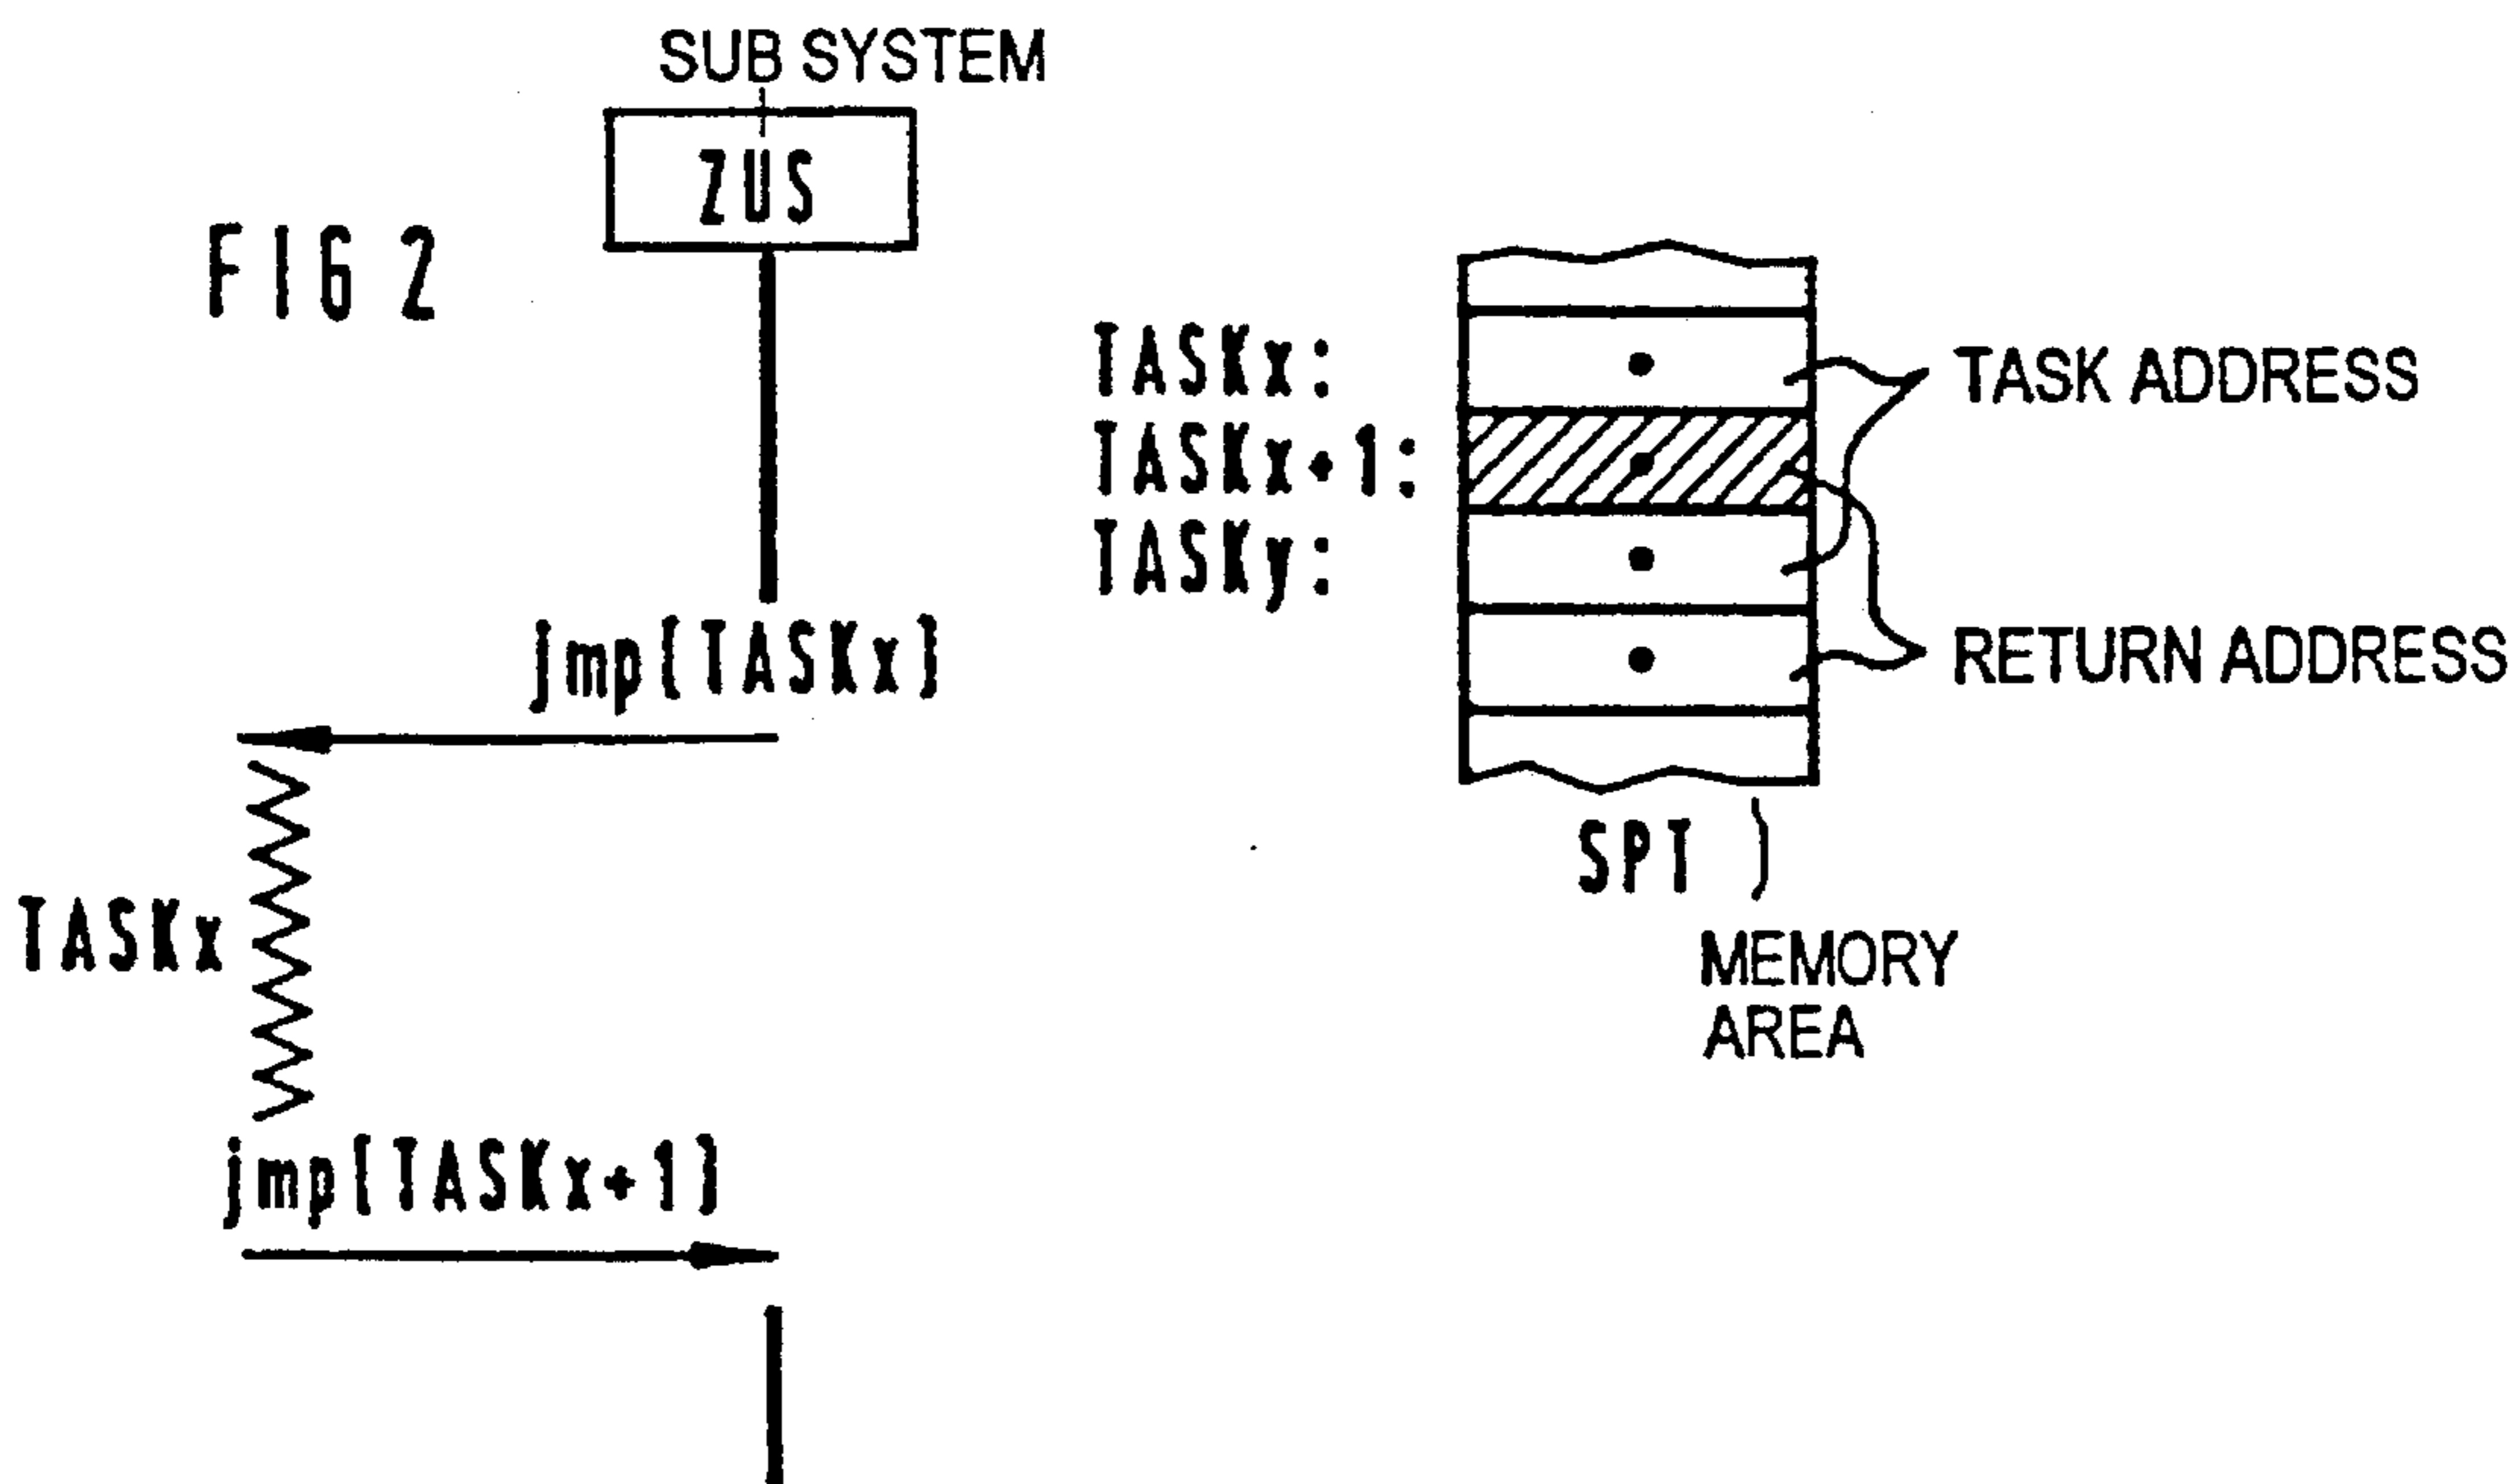 SUB SYSTEM
ZUS
FIG 2
TASKx:
TASKx+1:
TASKy:
TASK ADDRESS
RETURN ADDRESS
jmp[TASKx]
SPT
MEMORY
AREA
TASKx
jmp[TASKx+1]